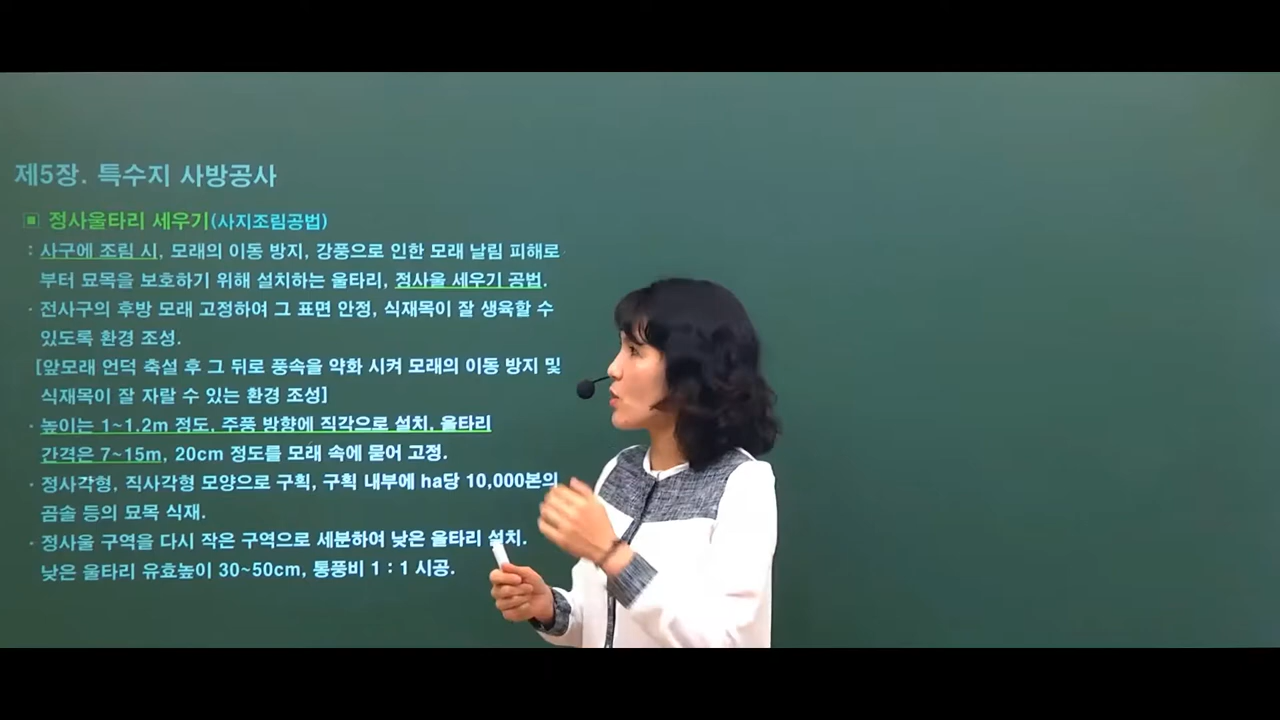 제5장. 특수지 사방공사
▣ 정사울타리 세우기(사지조림공법)
: 사구에 조림 시, 모래의 이동 방지, 강풍으로 인한 모래 날림 피해로
부터 묘목을 보호하기 위해 설치하는 울타리, 정사울 세우기 공법.
· 전사구의 후방 모래 고정하여 그 표면 안정, 식재목이 잘 생육할 수
있도록 환경 조성.
[앞모래 언덕 축설 후 그 뒤로 풍속을 약화 시켜 모래의 이동 방지 및
식재목이 잘 자랄 수 있는 환경 조성]
· 높이는 1~1.2m 정도, 주풍 방향에 직각으로 설치, 울타리
간격은 7~15m, 20cm 정도를 모래 속에 묻어 고정.
· 정사각형, 직사각형 모양으로 구획, 구획 내부에 ha당 10,000본의
곰솔 등의 묘목 식재.
· 정사울 구역을 다시 작은 구역으로 세분하여 낮은 울타리 설치.
낮은 울타리 유효높이 30~50cm, 통풍비 1 : 1 시공.